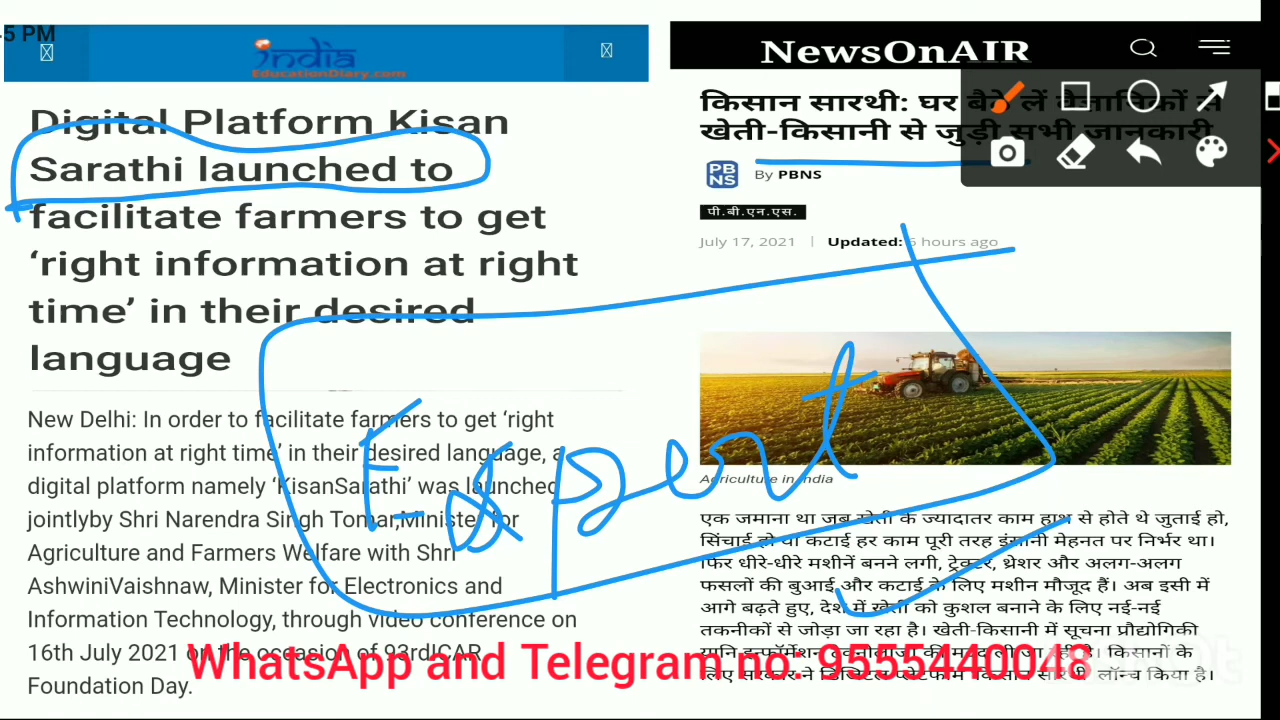 -5 PM
india
EducationDiary.com
Digital Platform Kisan
Sarathi launched to
facilitate farmers to get
‘right information at right
time’ in their desired
language
New Delhi: In order to facilitate farmers to get ‘right
information at right time’ in their desired language, a
digital platform namely ‘KisanSarathi’ was launched
jointlyby Shri Narendra Singh Tomar,Minister for
Agriculture and Farmers Welfare with Shri
AshwiniVaishnaw, Minister for Electronics and
Information Technology, through video conference on
16th July 2021 on the occasion of 93rdICAR
Foundation Day.
NewsOnAIR
किसान सारथी: घर बैठे लें वैज्ञानिकों से
खेती-किसानी से जुड़ी सभी जानकारी
PB
NS
By PBNS
पी.बी.एन.एस.
July 17, 2021 | Updated: 6 hours ago
Agriculture in India
एक जमाना था जब खेती के ज्यादातर काम हाथ से होते थे जुताई हो,
सिंचाई हो या कटाई हर काम पूरी तरह इंसानी मेहनत पर निर्भर था।
फिर धीरे-धीरे मशीनें बनने लगी, ट्रेक्टर, थ्रेशर और अलग-अलग
फसलों की बुआई और कटाई के लिए मशीन मौजूद हैं। अब इसी में
आगे बढ़ते हुए, देश में खेती को कुशल बनाने के लिए नई-नई
तकनीकों से जोड़ा जा रहा है। खेती-किसानी में सूचना प्रौद्योगिकी
यानि इन्फॉर्मेशन टेक्नोलॉजी की मदद ली जा रही है। किसानों के
लिए सरकार ने डिजिटल प्लेटफॉर्म किसान सारथी लॉन्च किया है।
Expert
WhatsApp and Telegram no: 9555440048